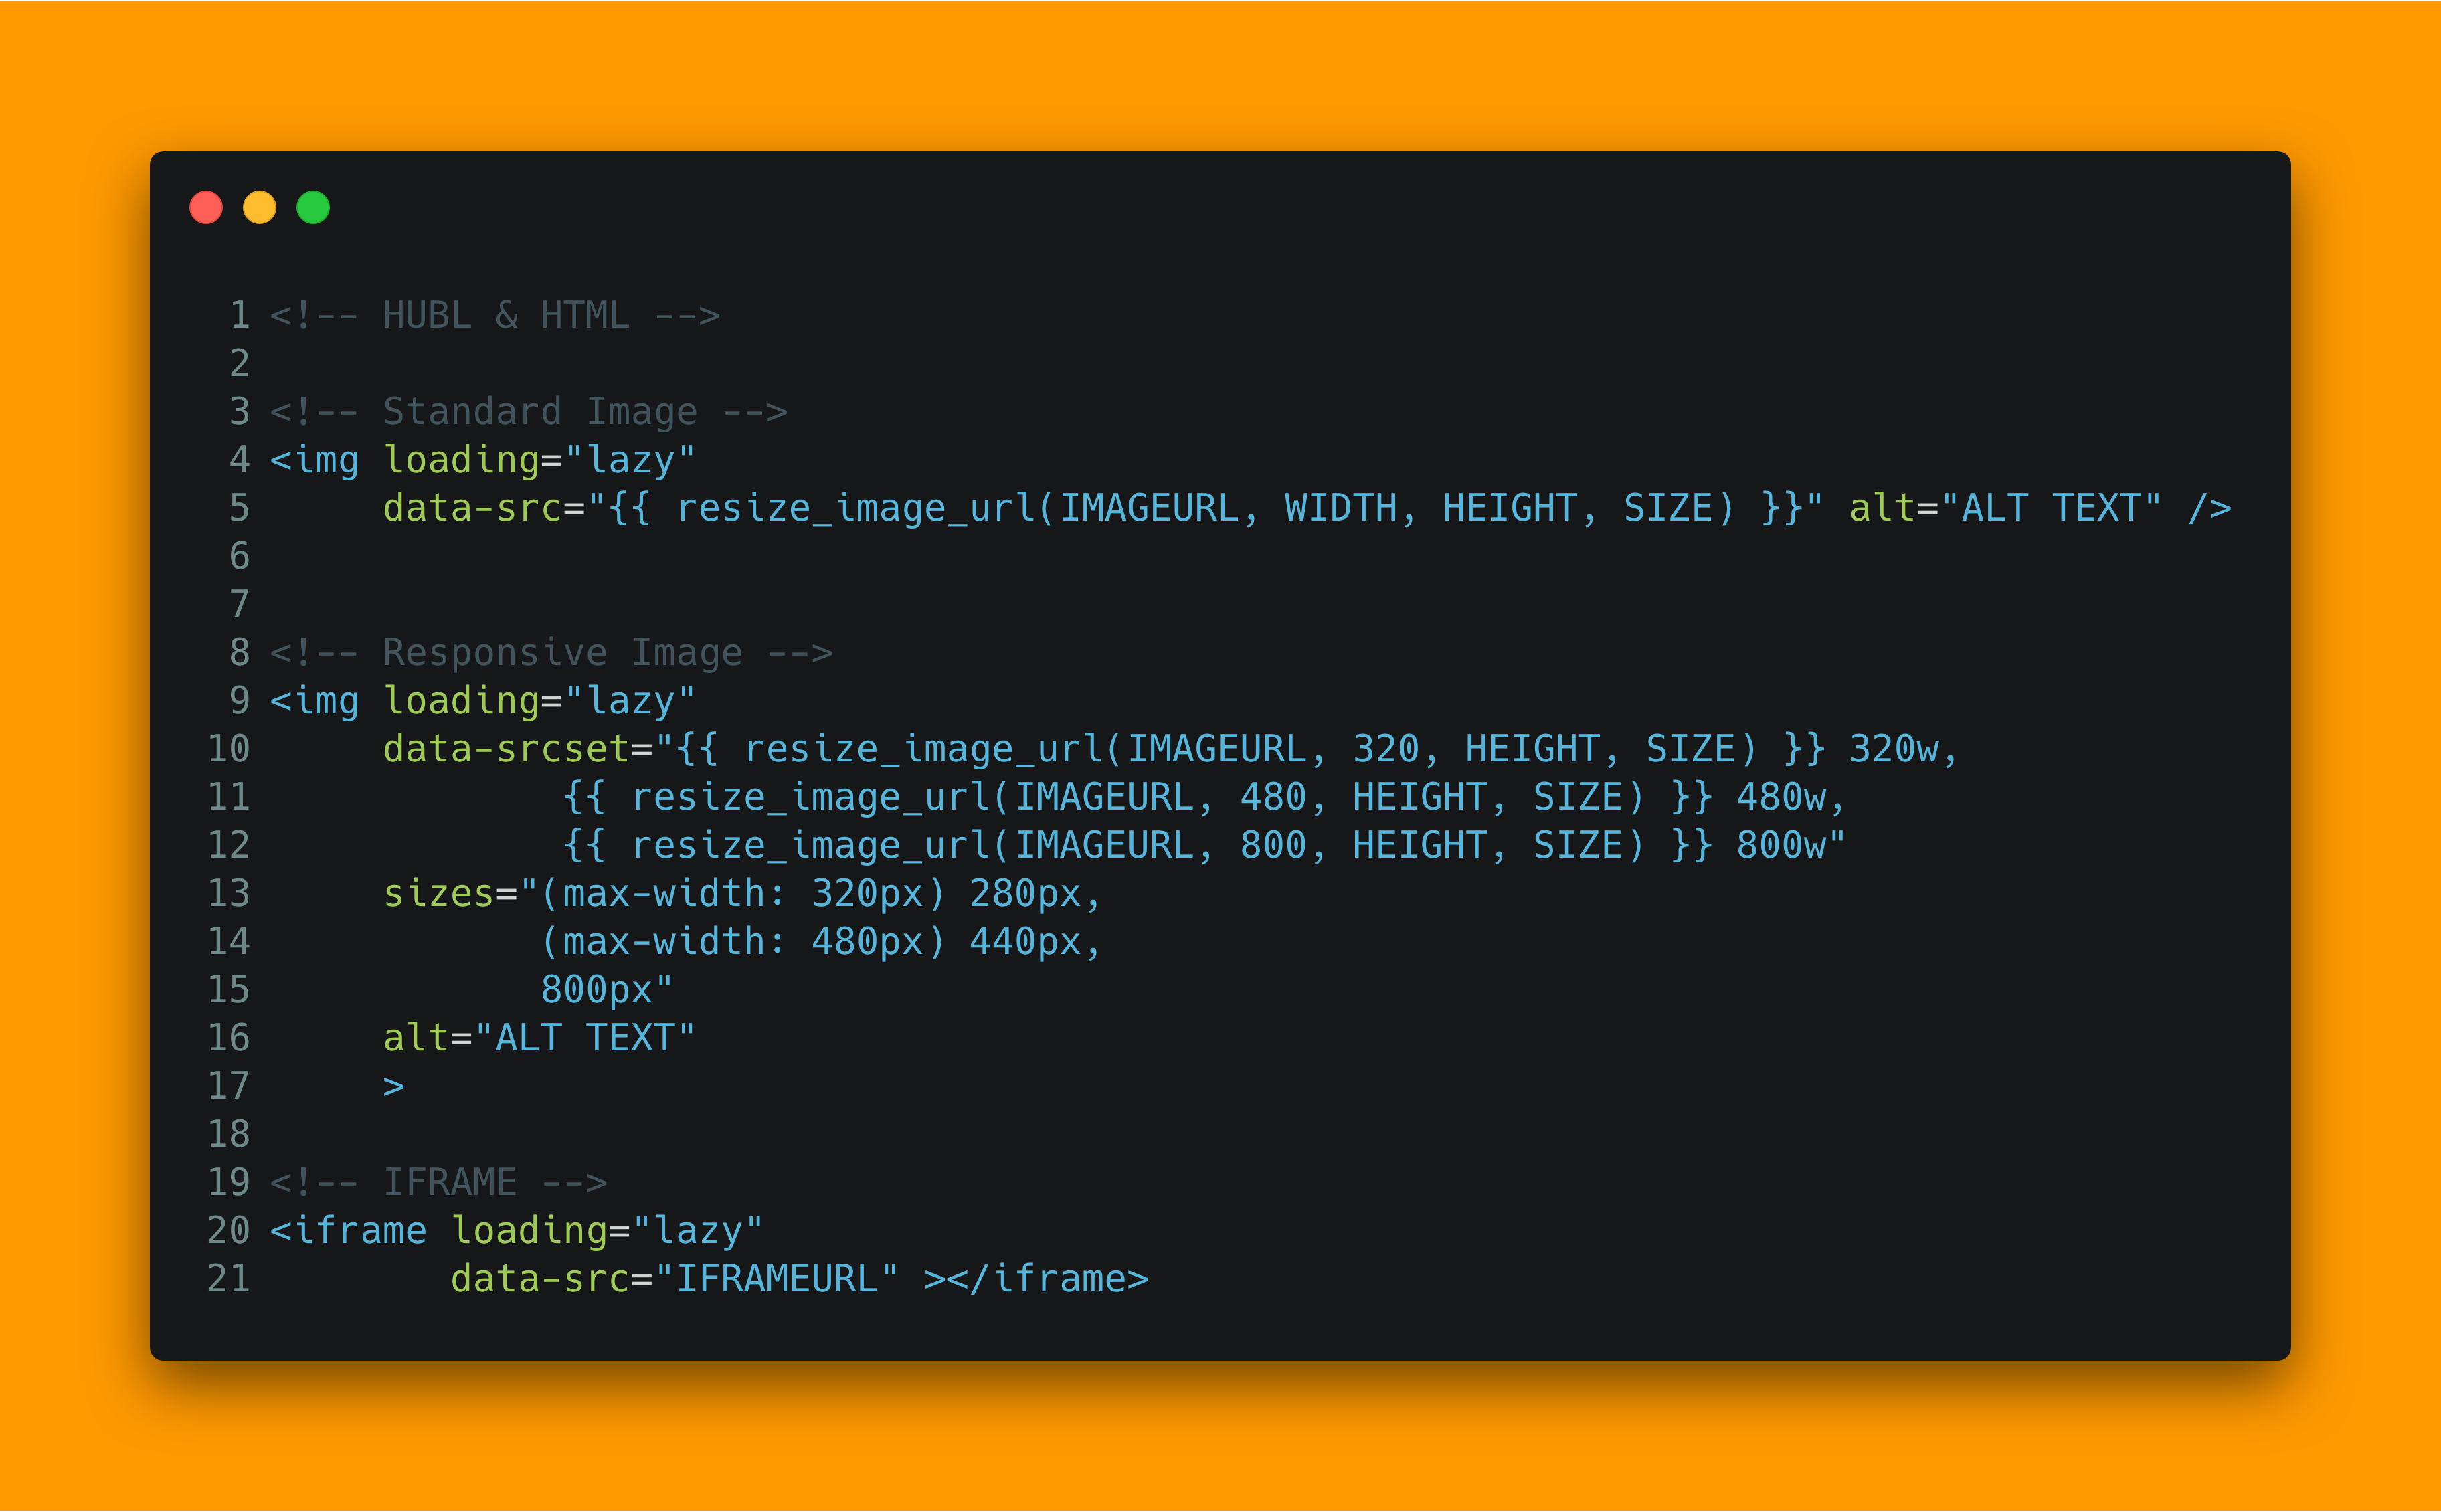 1 <!-- HUBL & HTML -->
2
3 <!-- Standard Image -->
4 <img loading="lazy"
5      data-src="{{ resize_image_url(IMAGEURL, WIDTH, HEIGHT, SIZE) }}" alt="ALT TEXT" />
6
7
8 <!-- Responsive Image -->
9 <img loading="lazy"
10      data-srcset="{{ resize_image_url(IMAGEURL, 320, HEIGHT, SIZE) }} 320w,
11              {{ resize_image_url(IMAGEURL, 480, HEIGHT, SIZE) }} 480w,
12              {{ resize_image_url(IMAGEURL, 800, HEIGHT, SIZE) }} 800w"
13      sizes="(max-width: 320px) 280px,
14             (max-width: 480px) 440px,
15             800px"
16      alt="ALT TEXT"
17      >
18
19 <!-- IFRAME -->
20 <iframe loading="lazy"
21         data-src="IFRAMEURL" ></iframe>